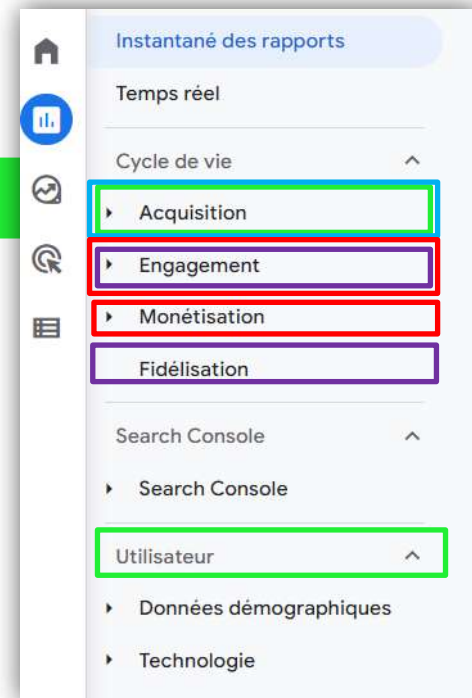 Instantané des rapports
Temps réel
Cycle de vie
Acquisition
Engagement
Monétisation
Fidélisation
Search Console
Search Console
Utilisateur
Données démographiques
Technologie